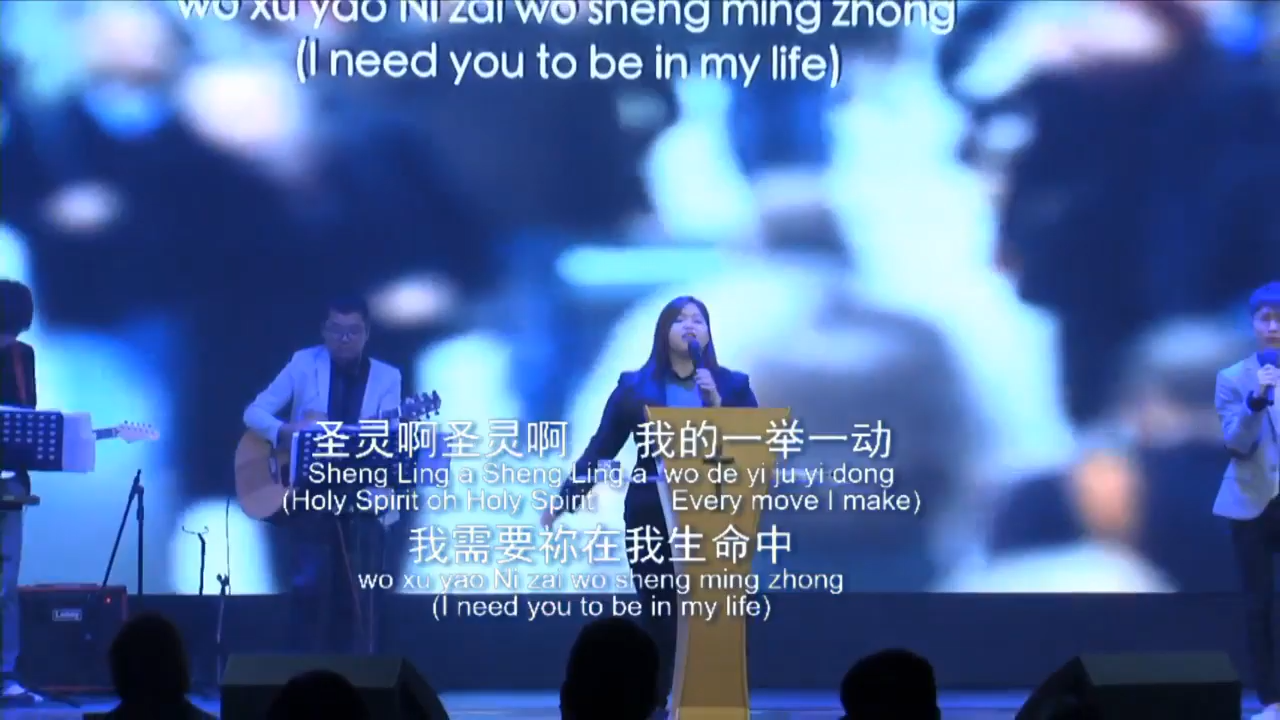 wo xu yao Ni zai wo sheng ming zhong
(I need you to be in my life)
圣灵啊圣灵啊 我的一举一动
Sheng Ling a Sheng Ling a wo de yi ju yi dong
(Holy Spirit oh Holy Spirit Every move I make)
我需要祢在我生命中
wo xu yao Ni zai wo sheng ming zhong
(I need you to be in my life)